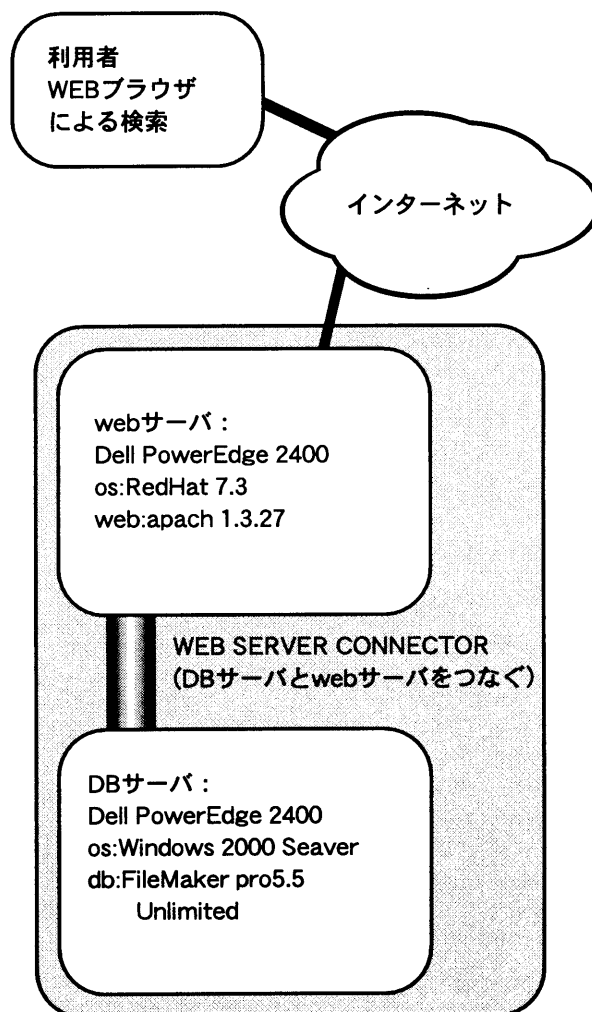 利用者
WEBブラウザ
による検索
インターネット
webサーバ：
Dell PowerEdge 2400
os:RedHat 7.3
web:apach 1.3.27
WEB SERVER CONNECTOR
(DBサーバとwebサーバをつなぐ)
DBサーバ：
Dell PowerEdge 2400
os:Windows 2000 Seaver
db:FileMaker pro5.5
Unlimited